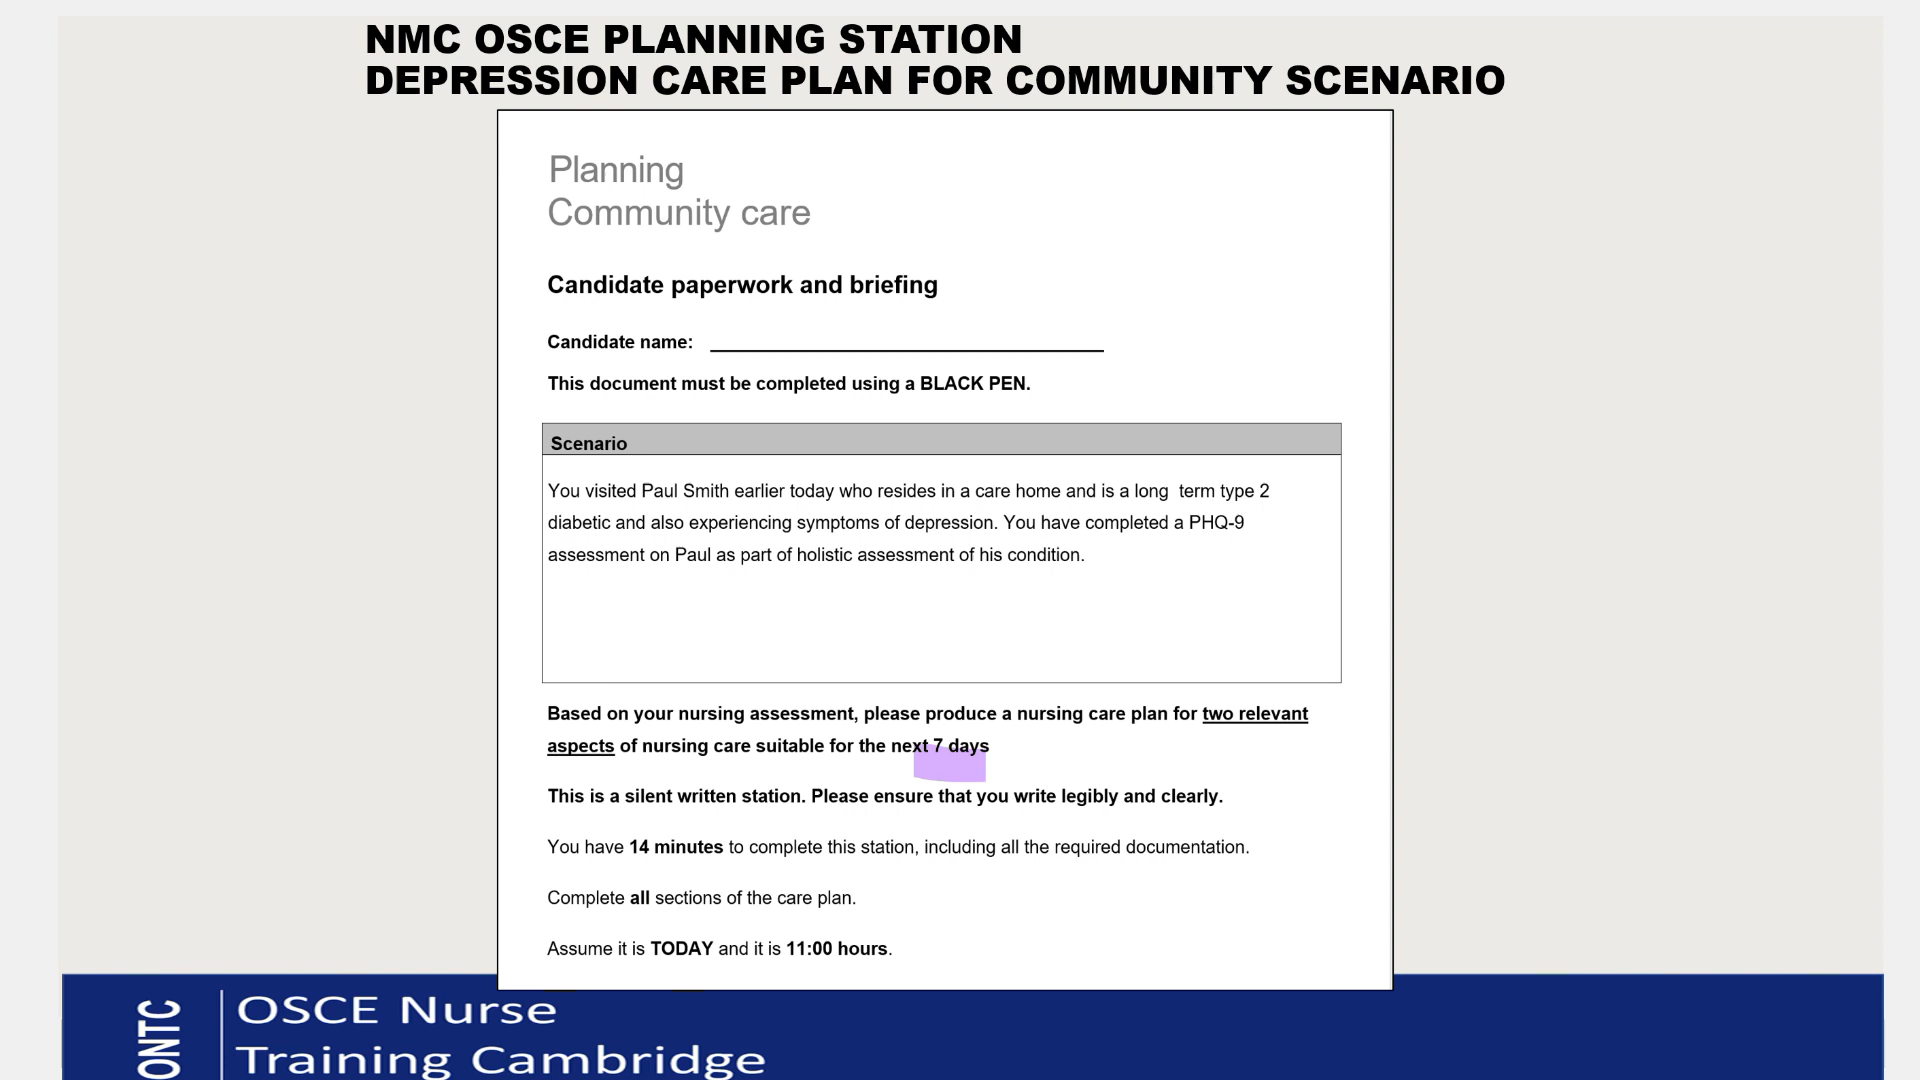 NMC OSCE PLANNING STATION
DEPRESSION CARE PLAN FOR COMMUNITY SCENARIO
Planning
Community care
Candidate paperwork and briefing
Candidate name:
This document must be completed using a BLACK PEN.
Scenario
You visited Paul Smith earlier today who resides in a care home and is a long term type 2
diabetic and also experiencing symptoms of depression. You have completed a PHQ-9
assessment on Paul as part of holistic assessment of his condition.
Based on your nursing assessment, please produce a nursing care plan for two relevant
aspects of nursing care suitable for the next 7 days
This is a silent written station. Please ensure that you write legibly and clearly.
You have 14 minutes to complete this station, including all the required documentation.
Complete all sections of the care plan.
Assume it is TODAY and it is 11:00 hours.
ONTC
OSCE Nurse
Training Cambridge